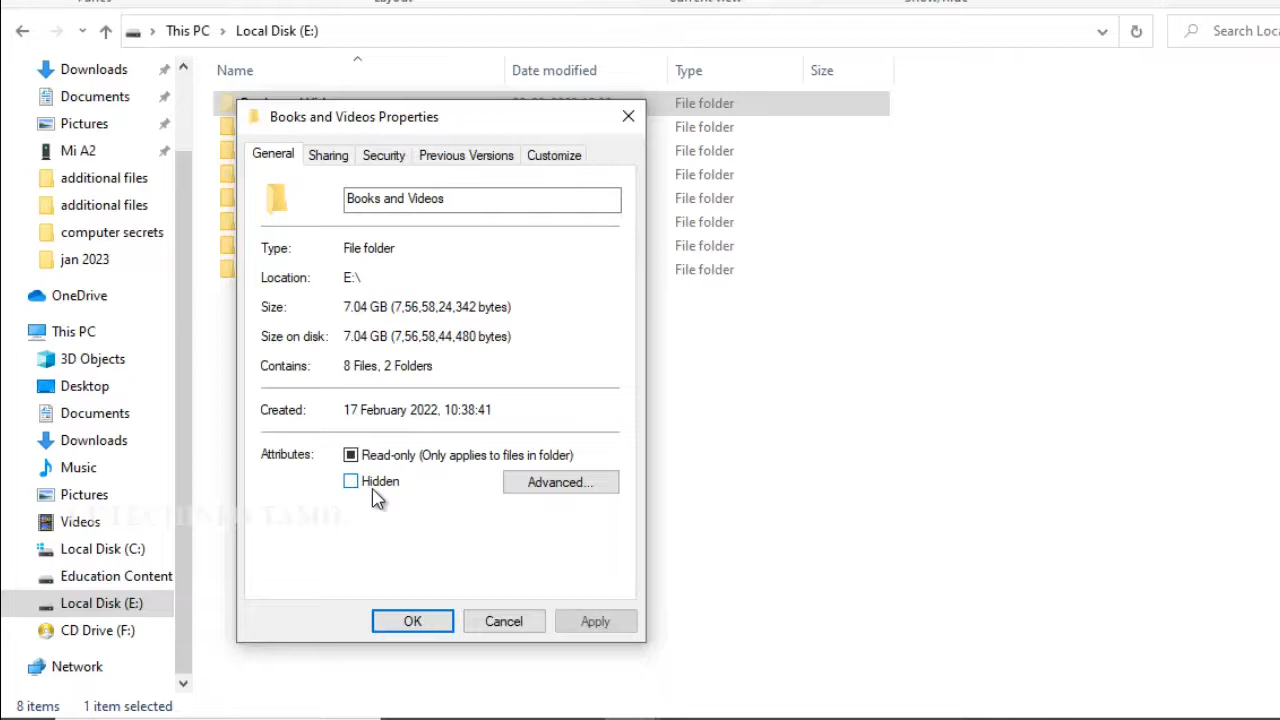 This PC
Local Disk (E:)
Search Loca
Downloads
Documents
Pictures
Mi A2
additional files
additional files
computer secrets
jan 2023
OneDrive
This PC
3D Objects
Desktop
Documents
Downloads
Music
Pictures
Videos
Local Disk (C:)
Education Content
Local Disk (E:)
CD Drive (F:)
Network
Name Date modified Type Size
File folder
File folder
File folder
File folder
File folder
File folder
File folder
File folder
Books and Videos Properties
General Sharing Security Previous Versions Customize
Books and Videos
Type: File folder
Location: E:\
Size: 7.04 GB (7,56,58,24,342 bytes)
Size on disk: 7.04 GB (7,56,58,44,480 bytes)
Contains: 8 Files, 2 Folders
Created: 17 February 2022, 10:38:41
Attributes: Read-only (Only applies to files in folder)
Hidden Advanced...
OK Cancel Apply
8 items 1 item selected